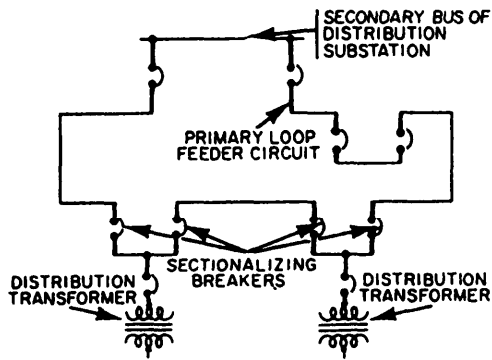 SECONDARY BUS OF
DISTRIBUTION
SUBSTATION
PRIMARY LOOP
FEEDER CIRCUIT
SECTIONALIZING
BREAKERS
DISTRIBUTION
TRANSFORMER
DISTRIBUTION
TRANSFORMER